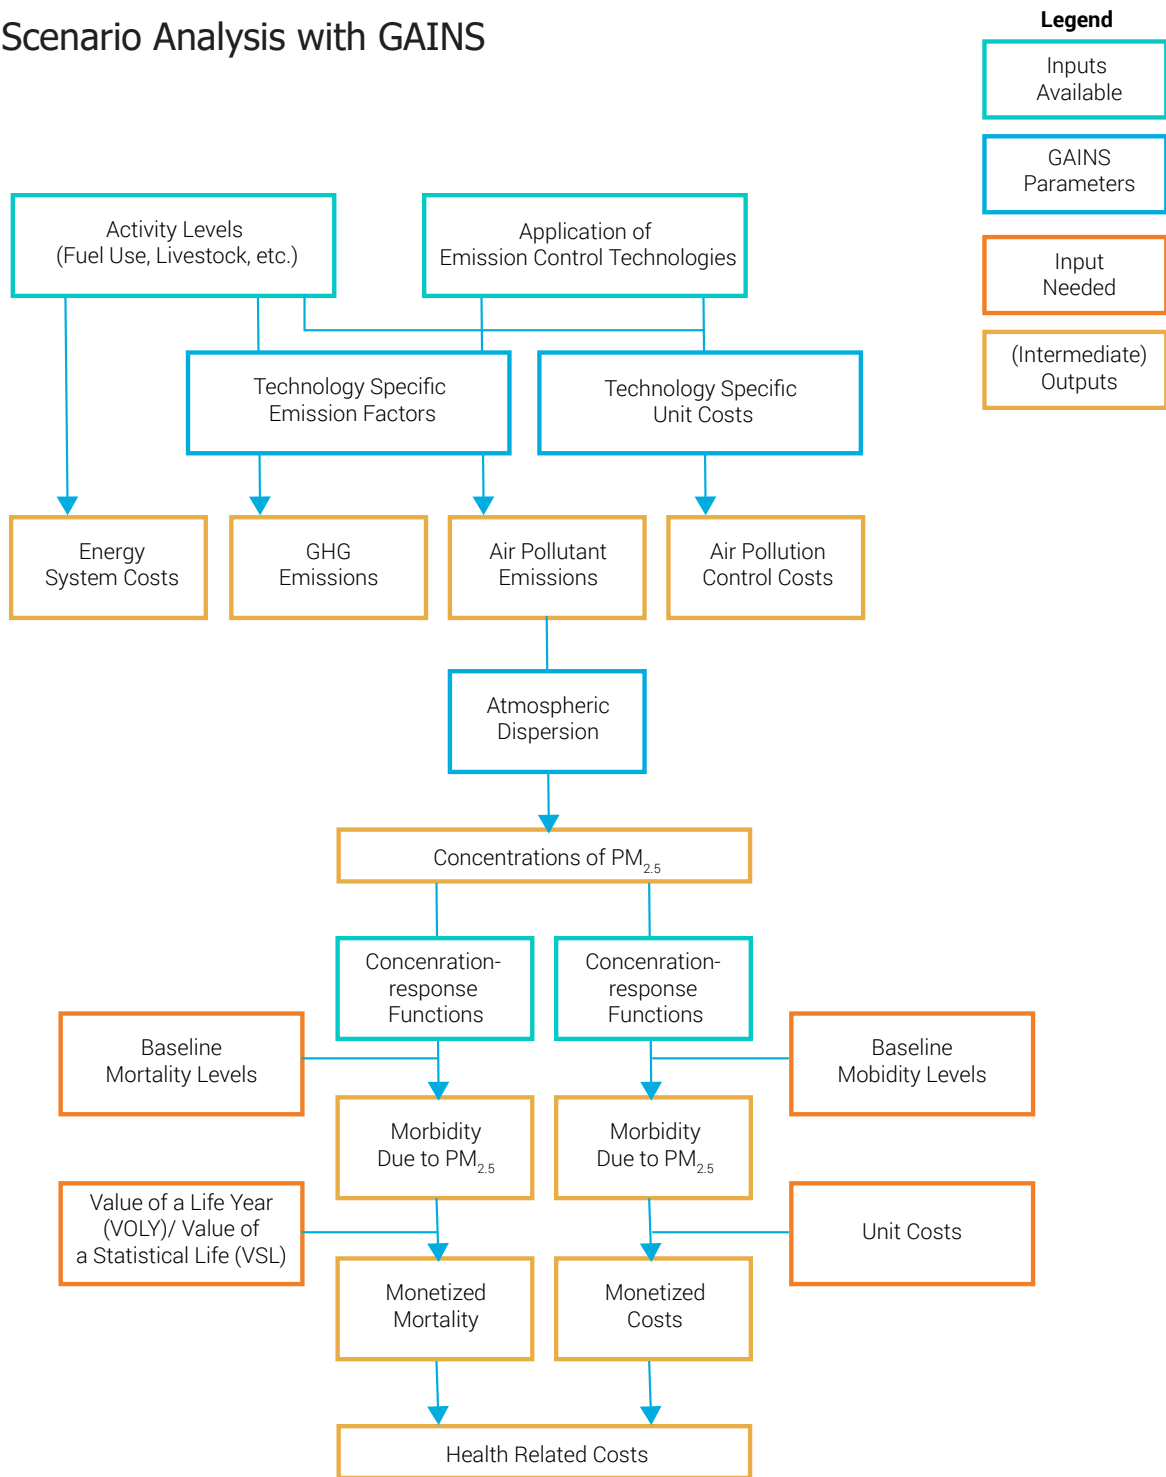 Scenario Analysis with GAINS
Legend
Inputs
Available
GAINS
Parameters
Input
Needed
(Intermediate)
Outputs
Activity Levels
(Fuel Use, Livestock, etc.)
Application of
Emission Control Technologies
Technology Specific
Emission Factors
Technology Specific
Unit Costs
Energy
System Costs
GHG
Emissions
Air Pollutant
Emissions
Air Pollution
Control Costs
Atmospheric
Dispersion
Concentrations of PM2.5
Concenration-
response
Functions
Concenration-
response
Functions
Baseline
Mortality Levels
Baseline
Mobidity Levels
Morbidity
Due to PM2.5
Morbidity
Due to PM2.5
Value of a Life Year
(VOLY)/ Value of
a Statistical Life (VSL)
Unit Costs
Monetized
Mortality
Monetized
Costs
Health Related Costs